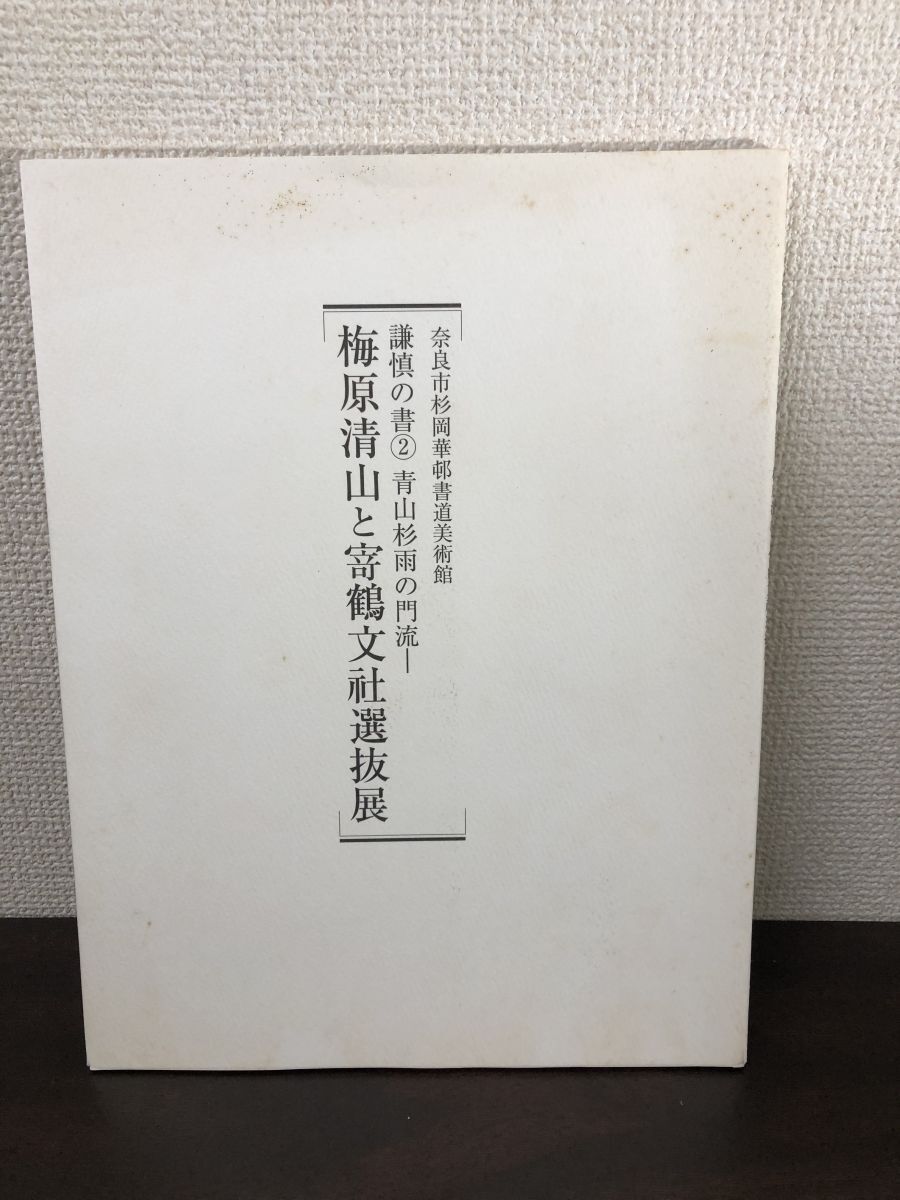 奈良市杉岡華邨書道美術館
謙慎の書② 青山杉雨の門流―
梅原清山と寄鶴文社選抜展